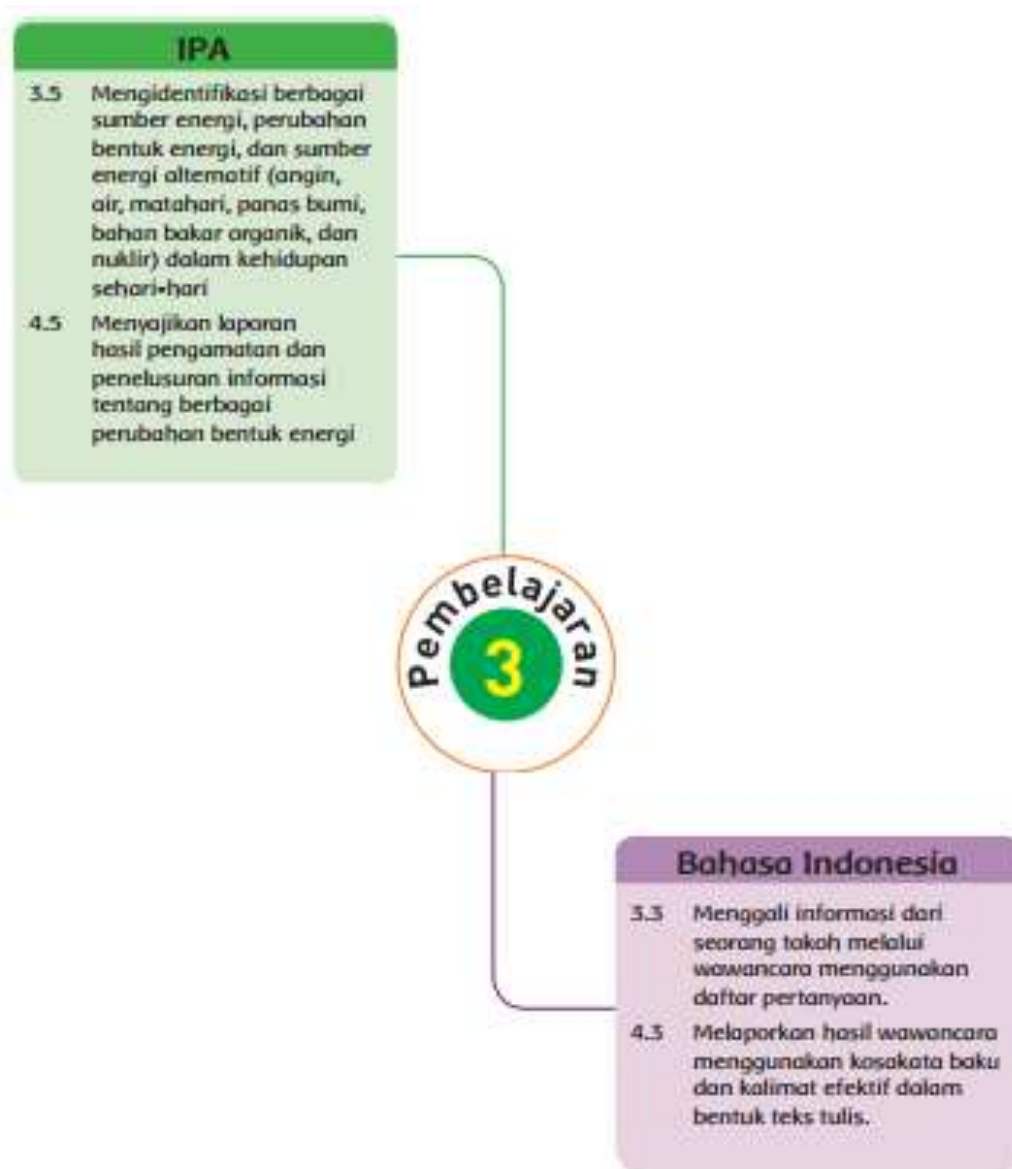 IPA
3.5 Mengidentifikasi berbagai
sumber energi, perubahan
bentuk energi, dan sumber
energi alternatif (angin,
air, matahari, panas bumi,
bahan bakar organik, dan
nuklir) dalam kehidupan
sehari-hari
4.5 Menyajikan laporan
hasil pengamatan dan
penelusuran informasi
tentang berbagai
perubahan bentuk energi
Pembelajaran
3
Bahasa Indonesia
3.3 Menggali informasi dari
seorang tokoh melalui
wawancara menggunakan
daftar pertanyaan.
4.3 Melaporkan hasil wawancara
menggunakan kosakata baku
dan kalimat efektif dalam
bentuk teks tulis.